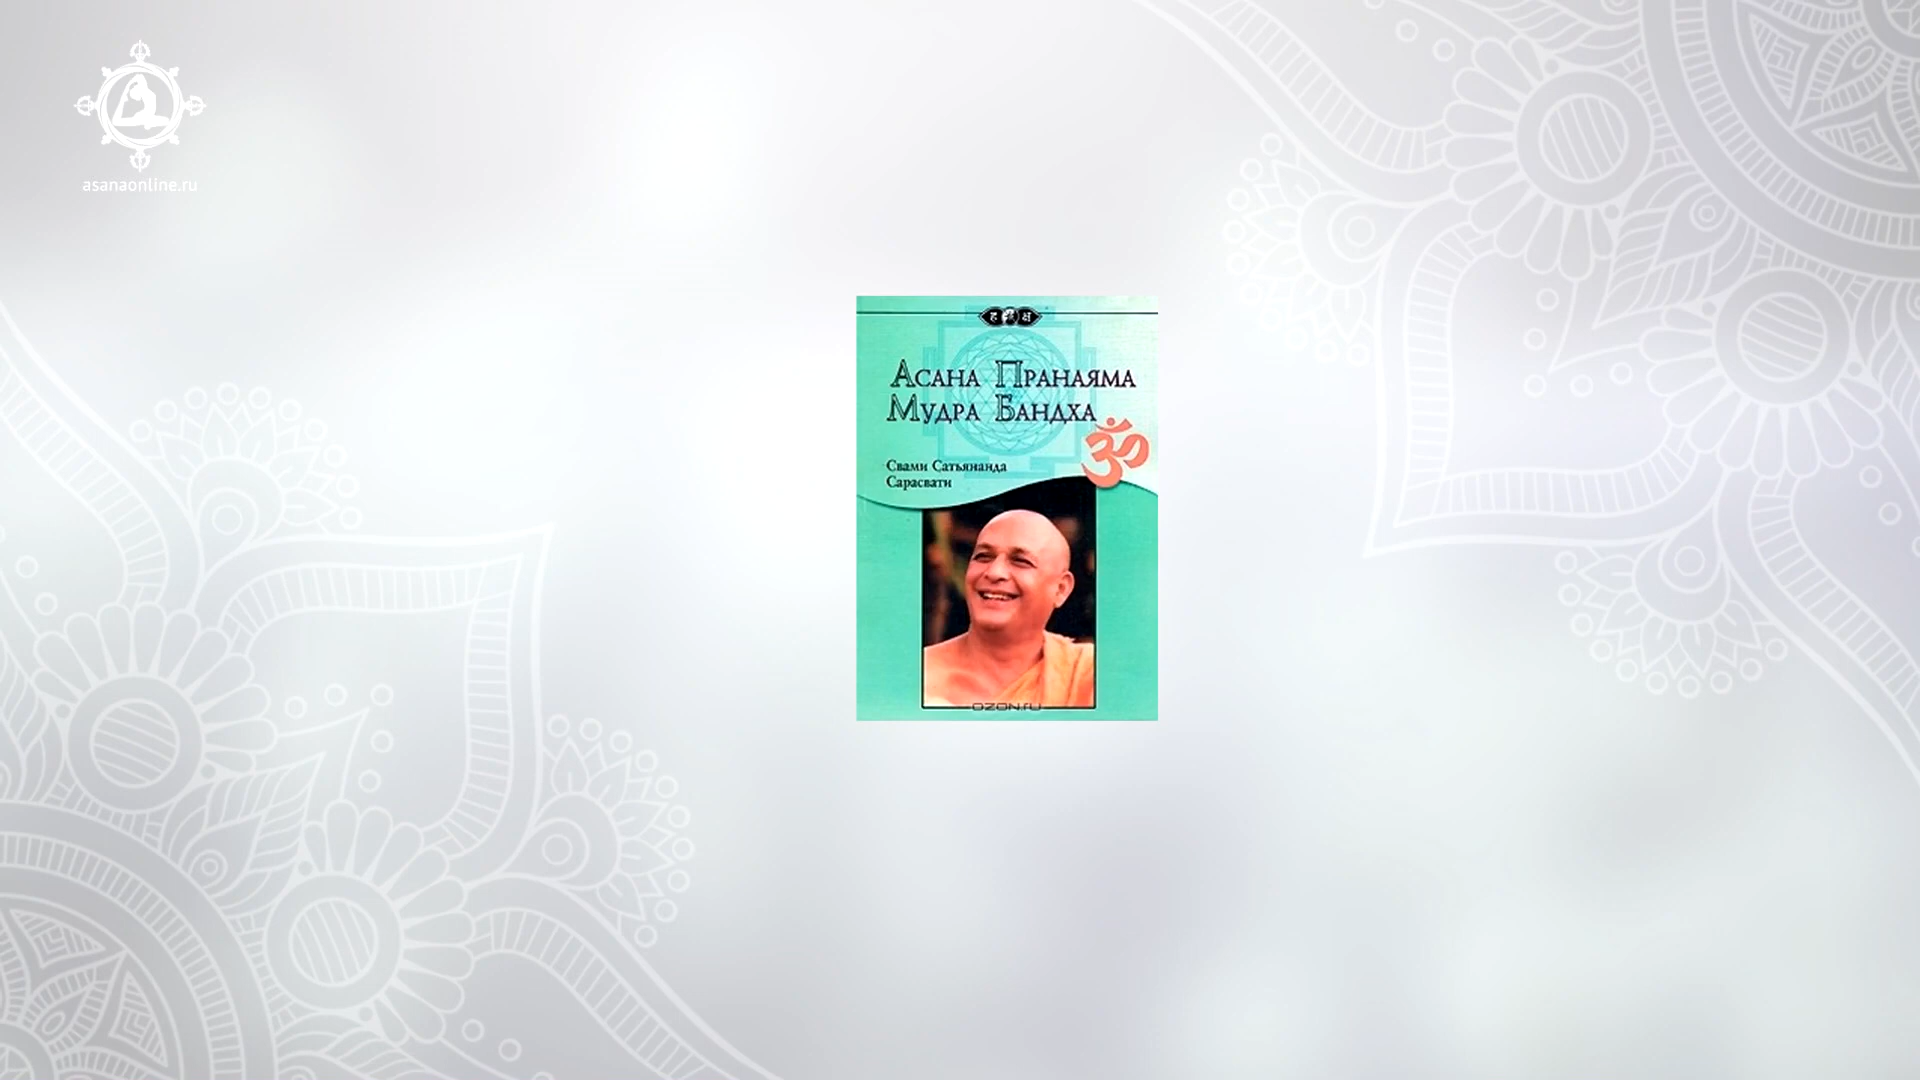 asanaonline.ru
Асана Пранаяма
Мудра Бандха
ॐ
Свами Сатьянанда
Сарасвати
OZON.ru